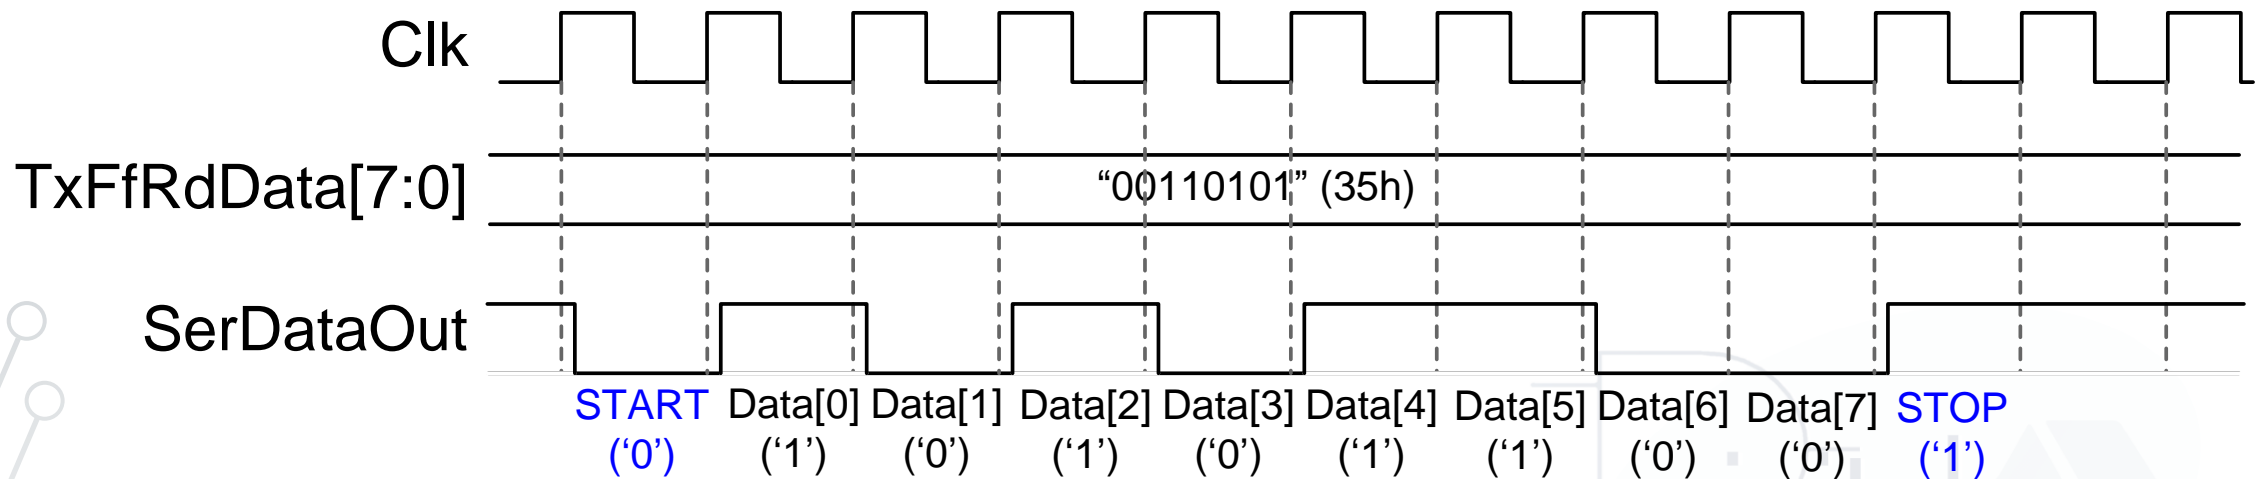 Clk
TxFfRdData[7:0]
“00110101” (35h)
SerDataOut
START Data[0] Data[1] Data[2] Data[3] Data[4] Data[5] Data[6] Data[7] STOP
(‘0’) (‘1’) (‘0’) (‘1’) (‘0’) (‘1’) (‘1’) (‘0’) (‘0’) (‘1’)